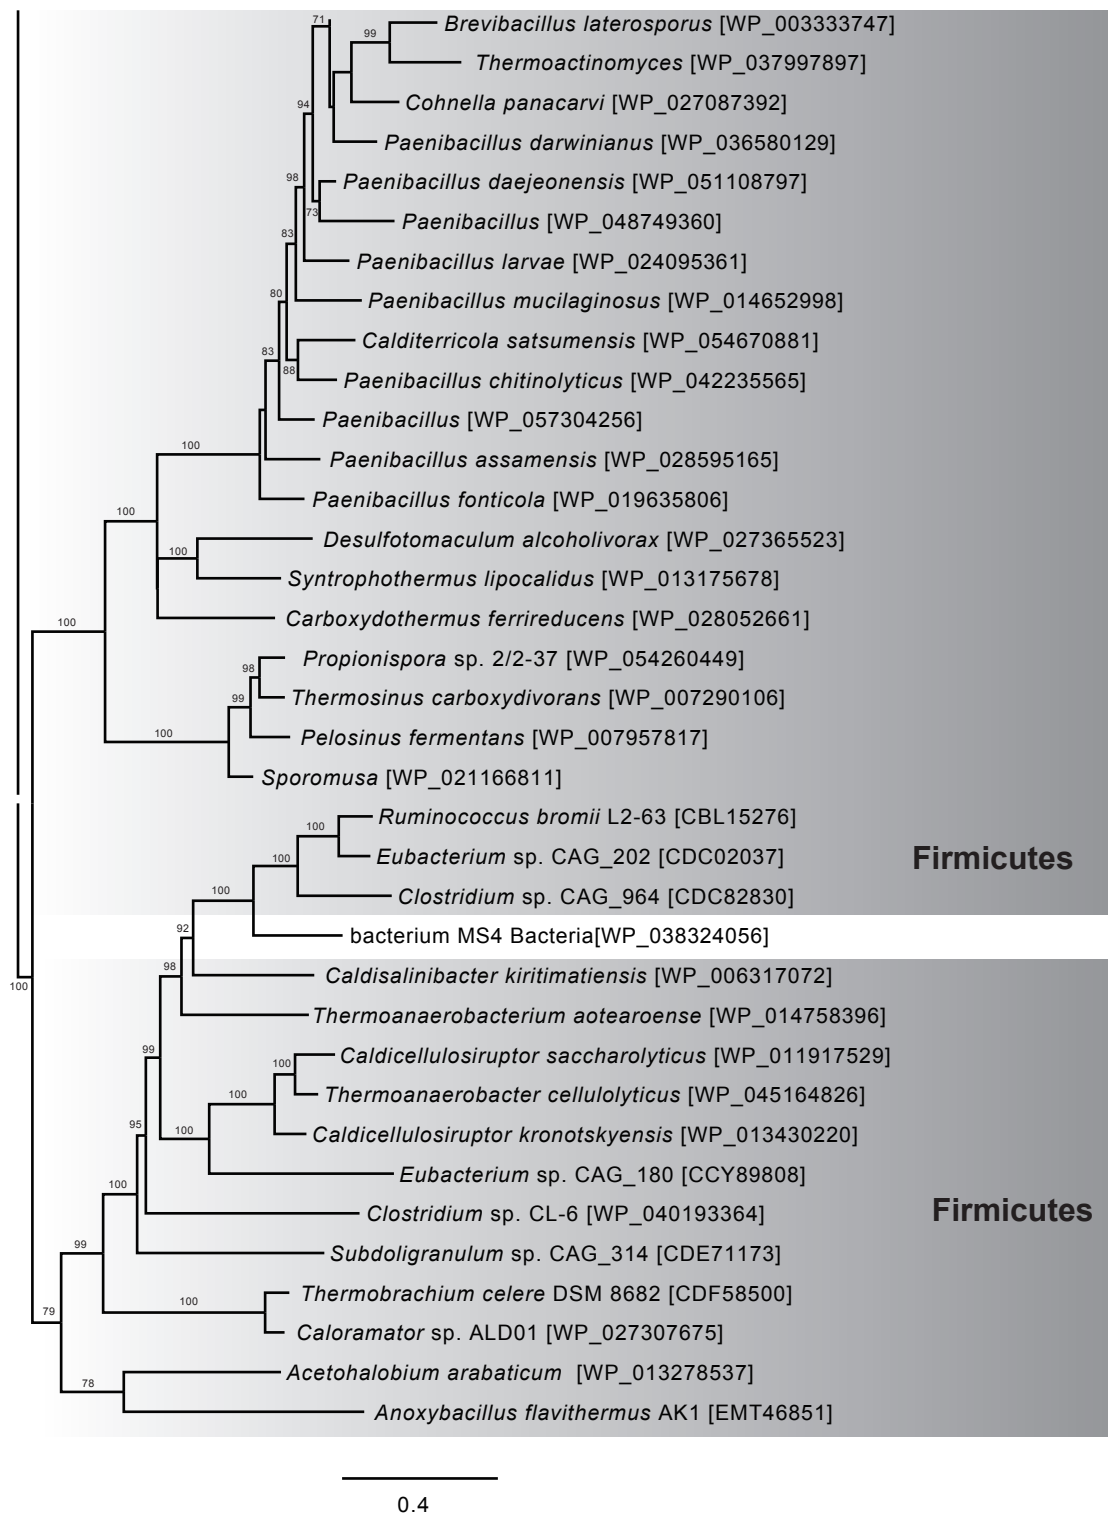 71
Brevibacillus laterosporus [WP_003333747]
99
Thermoactinomyces [WP_037997897]
94
Cohnella panacarvi [WP_027087392]
Paenibacillus darwinianus [WP_036580129]
98
Paenibacillus daejeonensis [WP_051108797]
73
Paenibacillus [WP_048749360]
83
Paenibacillus larvae [WP_024095361]
80
Paenibacillus mucilaginosus [WP_014652998]
Calditerricola satsumensis [WP_054670881]
83
88
Paenibacillus chitinolyticus [WP_042235565]
Paenibacillus [WP_057304256]
100
Paenibacillus assamensis [WP_028595165]
Paenibacillus fonticola [WP_019635806]
100
Desulfotomaculum alcoholivorax [WP_027365523]
100
Syntrophothermus lipocalidus [WP_013175678]
100
Carboxydothermus ferrireducens [WP_028052661]
Propionispora sp. 2/2-37 [WP_054260449]
98
Thermosinus carboxydivorans [WP_007290106]
99
100
Pelosinus fermentans [WP_007957817]
Sporomusa [WP_021166811]
Ruminococcus bromii L2-63 [CBL15276]
100
Eubacterium sp. CAG_202 [CDC02037]
Firmicutes
100
Clostridium sp. CAG_964 [CDC82830]
100
92
bacterium MS4 Bacteria[WP_038324056]
98
Caldisalinibacter kiritimatiensis [WP_006317072]
100
Thermoanaerobacterium aotearoense [WP_014758396]
99
Caldicellulosiruptor saccharolyticus [WP_011917529]
100
Thermoanaerobacter cellulolyticus [WP_045164826]
100
95
100
Caldicellulosiruptor kronotskyensis [WP_013430220]
Eubacterium sp. CAG_180 [CCY89808]
100
Clostridium sp. CL-6 [WP_040193364]
Firmicutes
99
Subdoligranulum sp. CAG_314 [CDE71173]
Thermobrachium celere DSM 8682 [CDF58500]
100
79
Caloramator sp. ALD01 [WP_027307675]
Acetohalobium arabaticum [WP_013278537]
78
Anoxybacillus flavithermus AK1 [EMT46851]
0.4